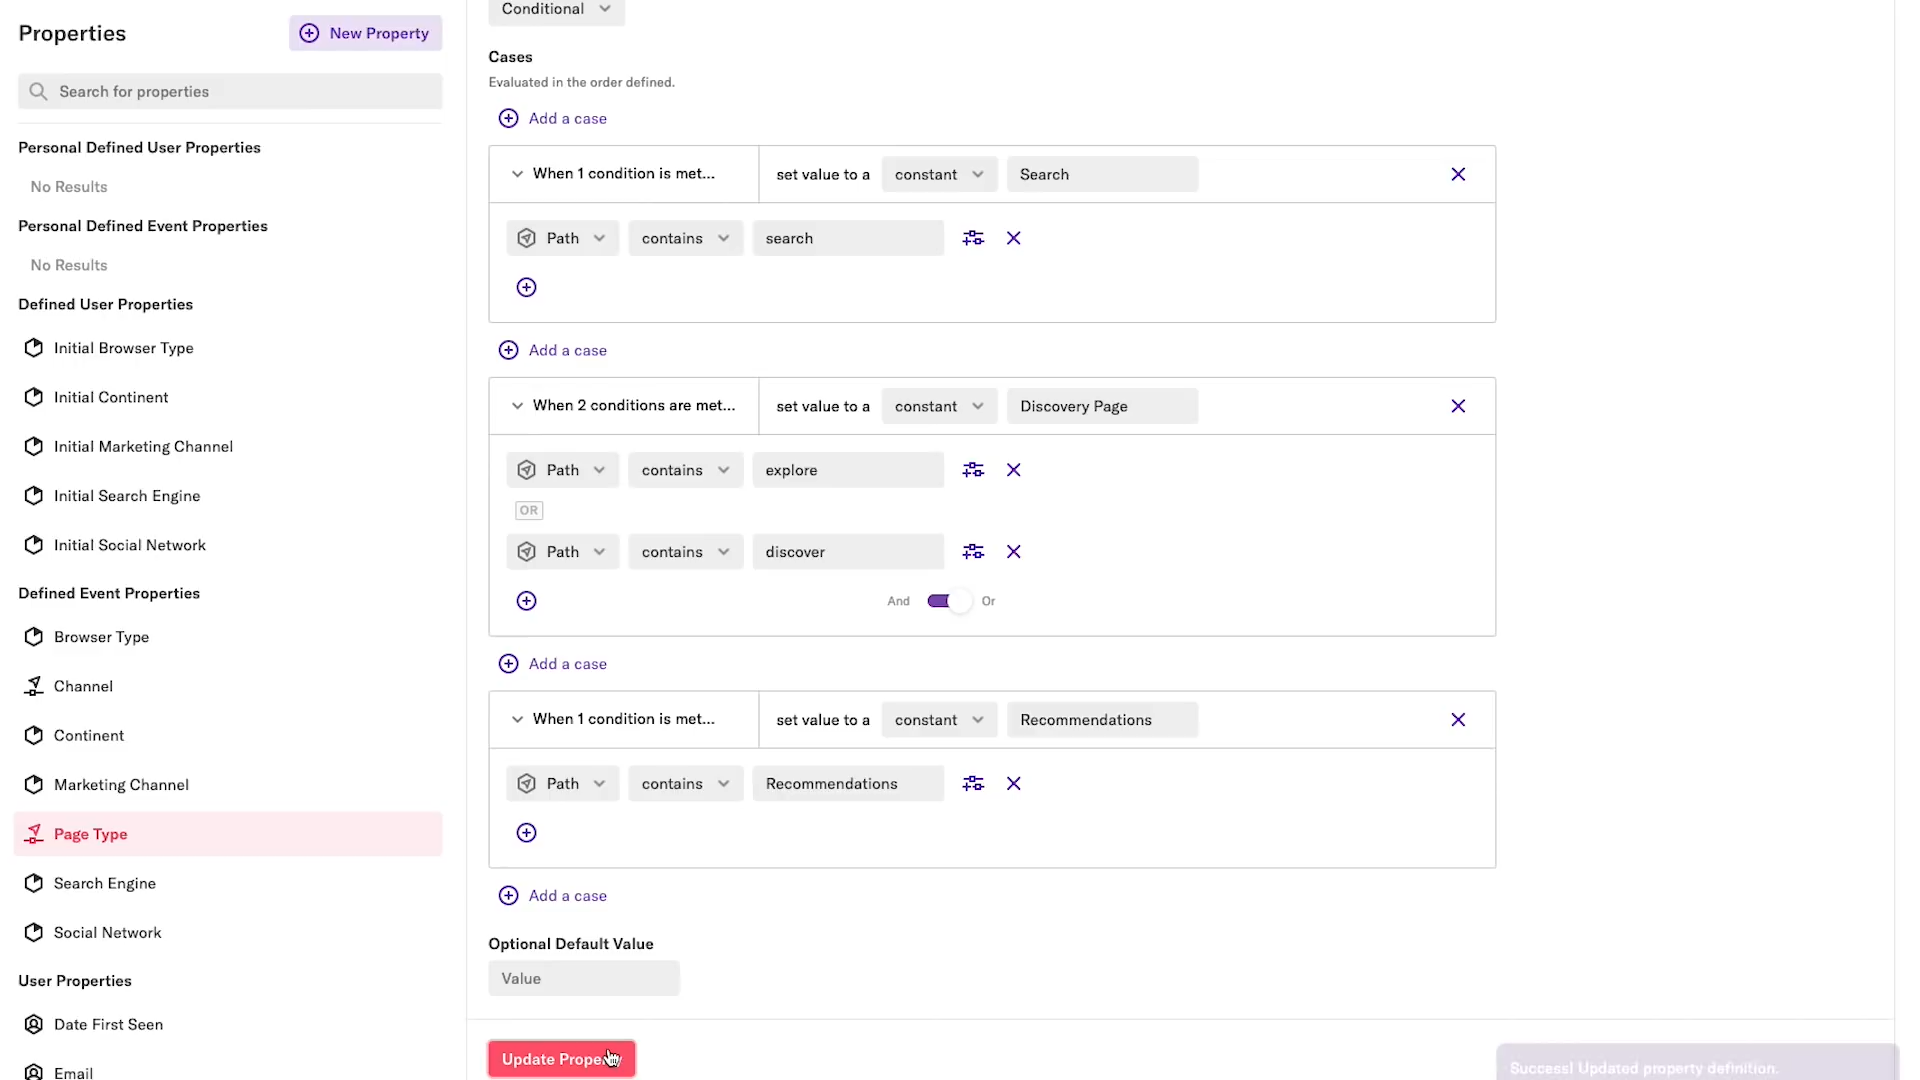 Properties
New Property
Search for properties
Personal Defined User Properties
No Results
Personal Defined Event Properties
No Results
Defined User Properties
Initial Browser Type
Initial Continent
Initial Marketing Channel
Initial Search Engine
Initial Social Network
Defined Event Properties
Browser Type
Channel
Continent
Marketing Channel
Page Type
Search Engine
Social Network
User Properties
Date First Seen
Email
Conditional
Cases
Evaluated in the order defined.
Add a case
When 1 condition is met... set value to a constant Search
Path contains search
Add a case
When 2 conditions are met... set value to a constant Discovery Page
Path contains explore
OR
Path contains discover
And Or
Add a case
When 1 condition is met... set value to a constant Recommendations
Path contains Recommendations
Add a case
Optional Default Value
Value
Update Property
Success! Updated property definition.